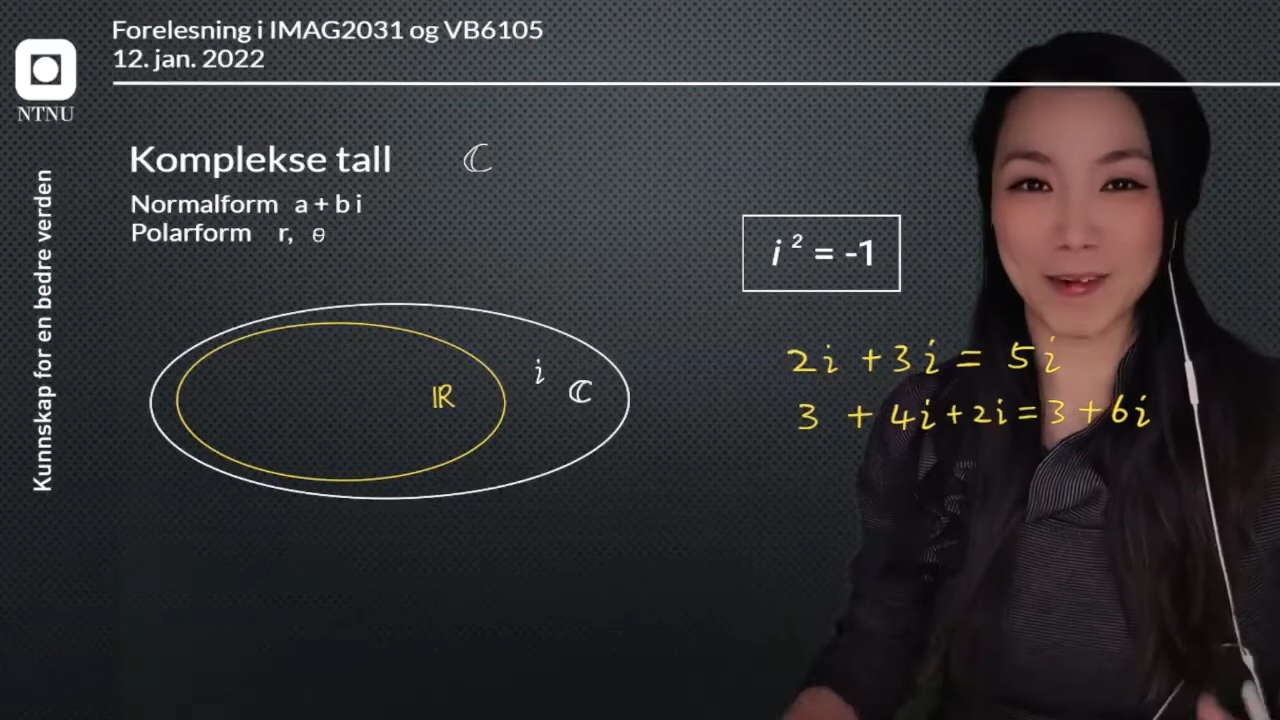 Forelesning i IMAG2031 og VB6105
12. jan. 2022
NTNU
Kunnskap for en bedre verden
Komplekse tall ℂ
Normalform a + b i
Polarform r, θ
i² = -1
ℝ
i ℂ
2i + 3i = 5i
3 + 4i + 2i = 3 + 6i